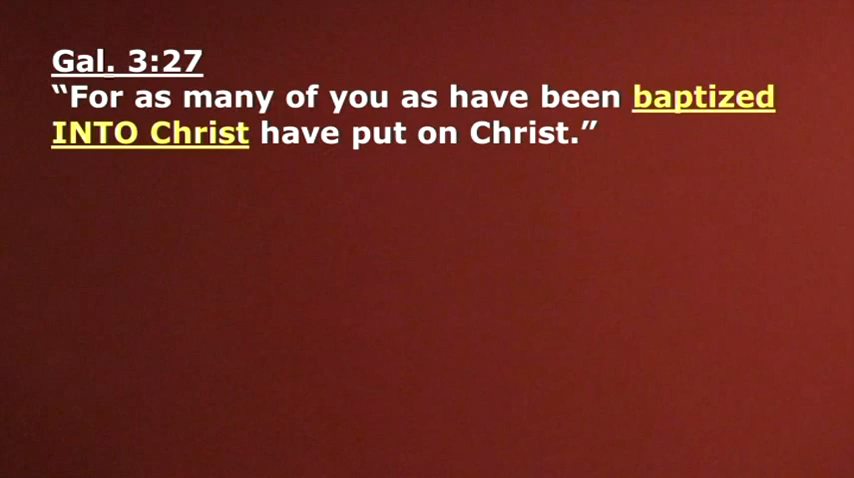 Gal. 3:27
“For as many of you as have been baptized
INTO Christ have put on Christ.”